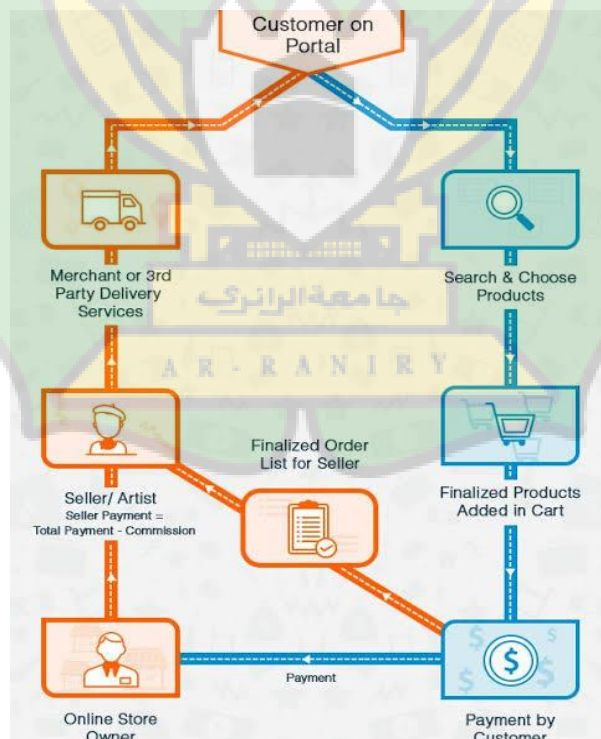 Customer on
Portal
Merchant or 3rd
Party Delivery
Services
Search & Choose
Products
جامعة الرانري
AR-RANIRY
Finalized Order
List for Seller
Seller/ Artist
Seller Payment =
Total Payment - Commission
Finalized Products
Added in Cart
Payment
Online Store
Owner
Payment by
Customer